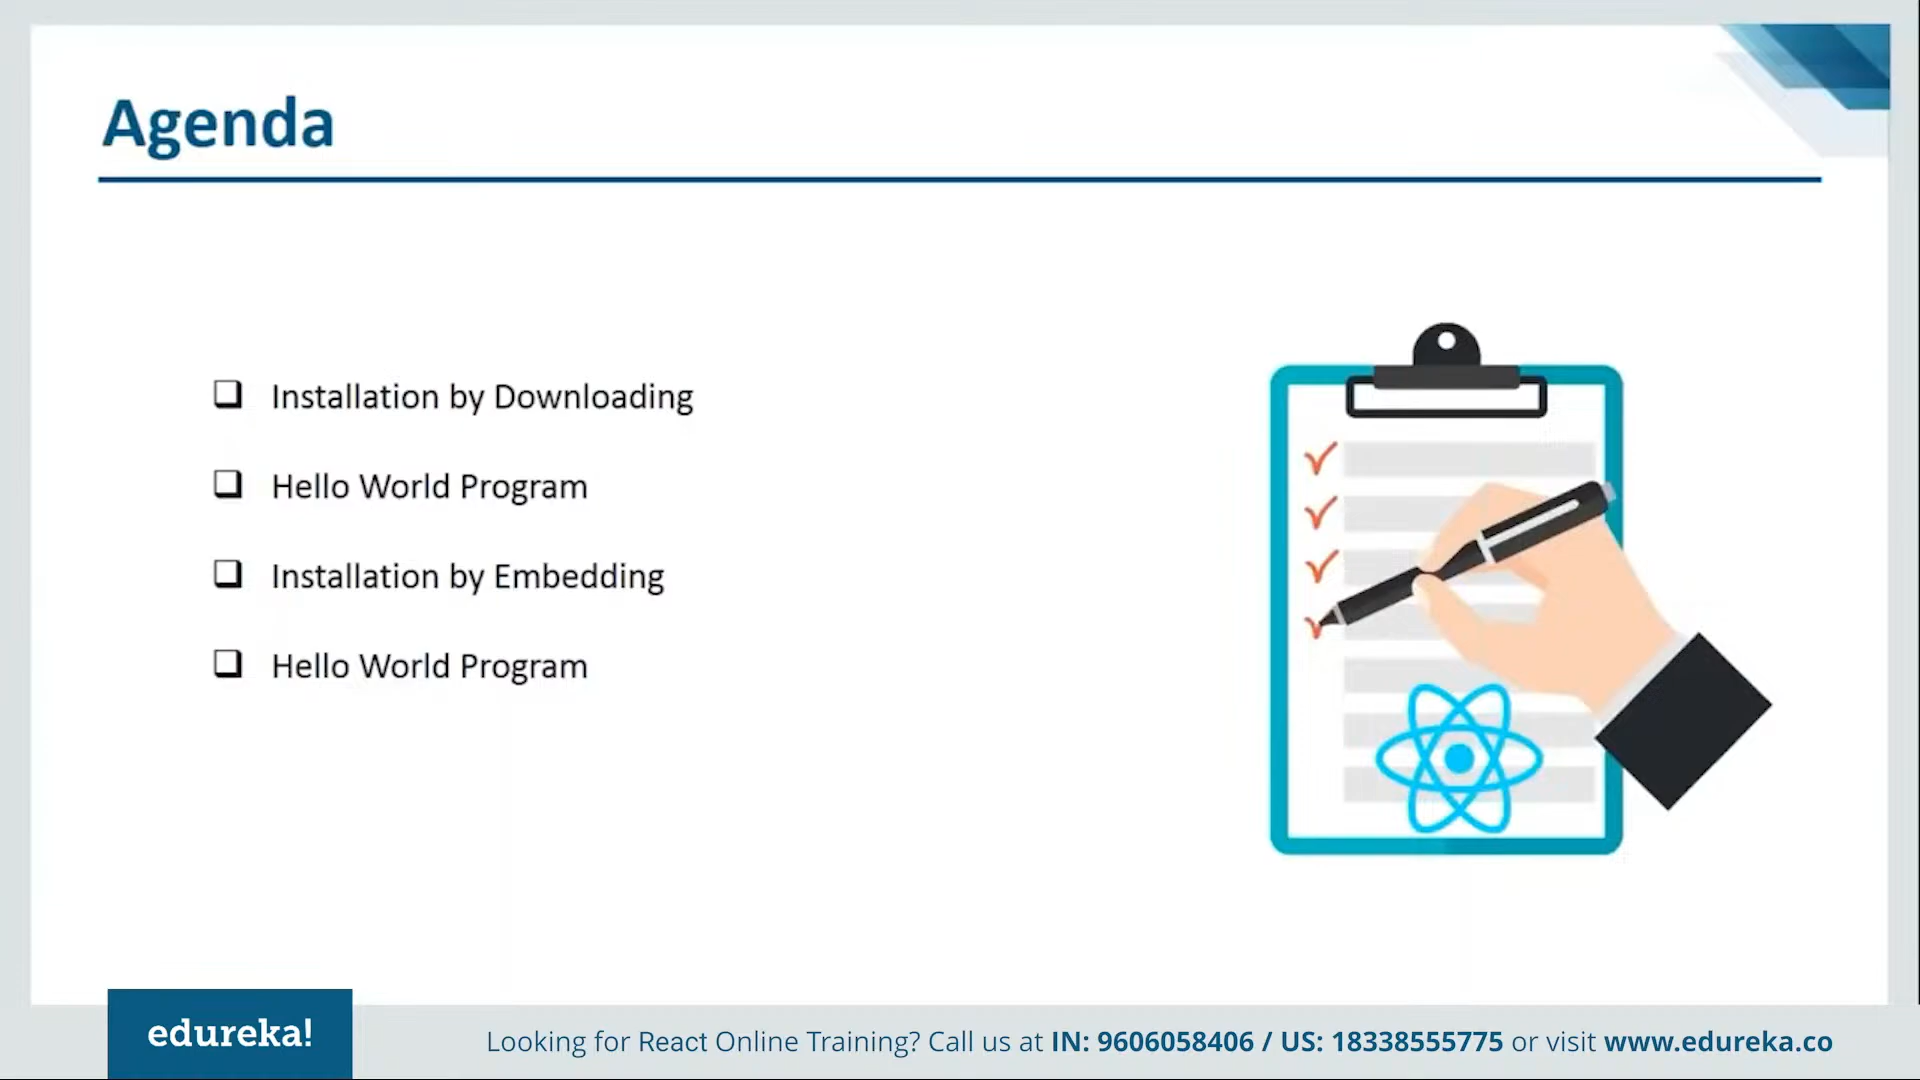 Agenda
Installation by Downloading
Hello World Program
Installation by Embedding
Hello World Program
edureka!
Looking for React Online Training? Call us at IN: 9606058406 / US: 18338555775 or visit www.edureka.co